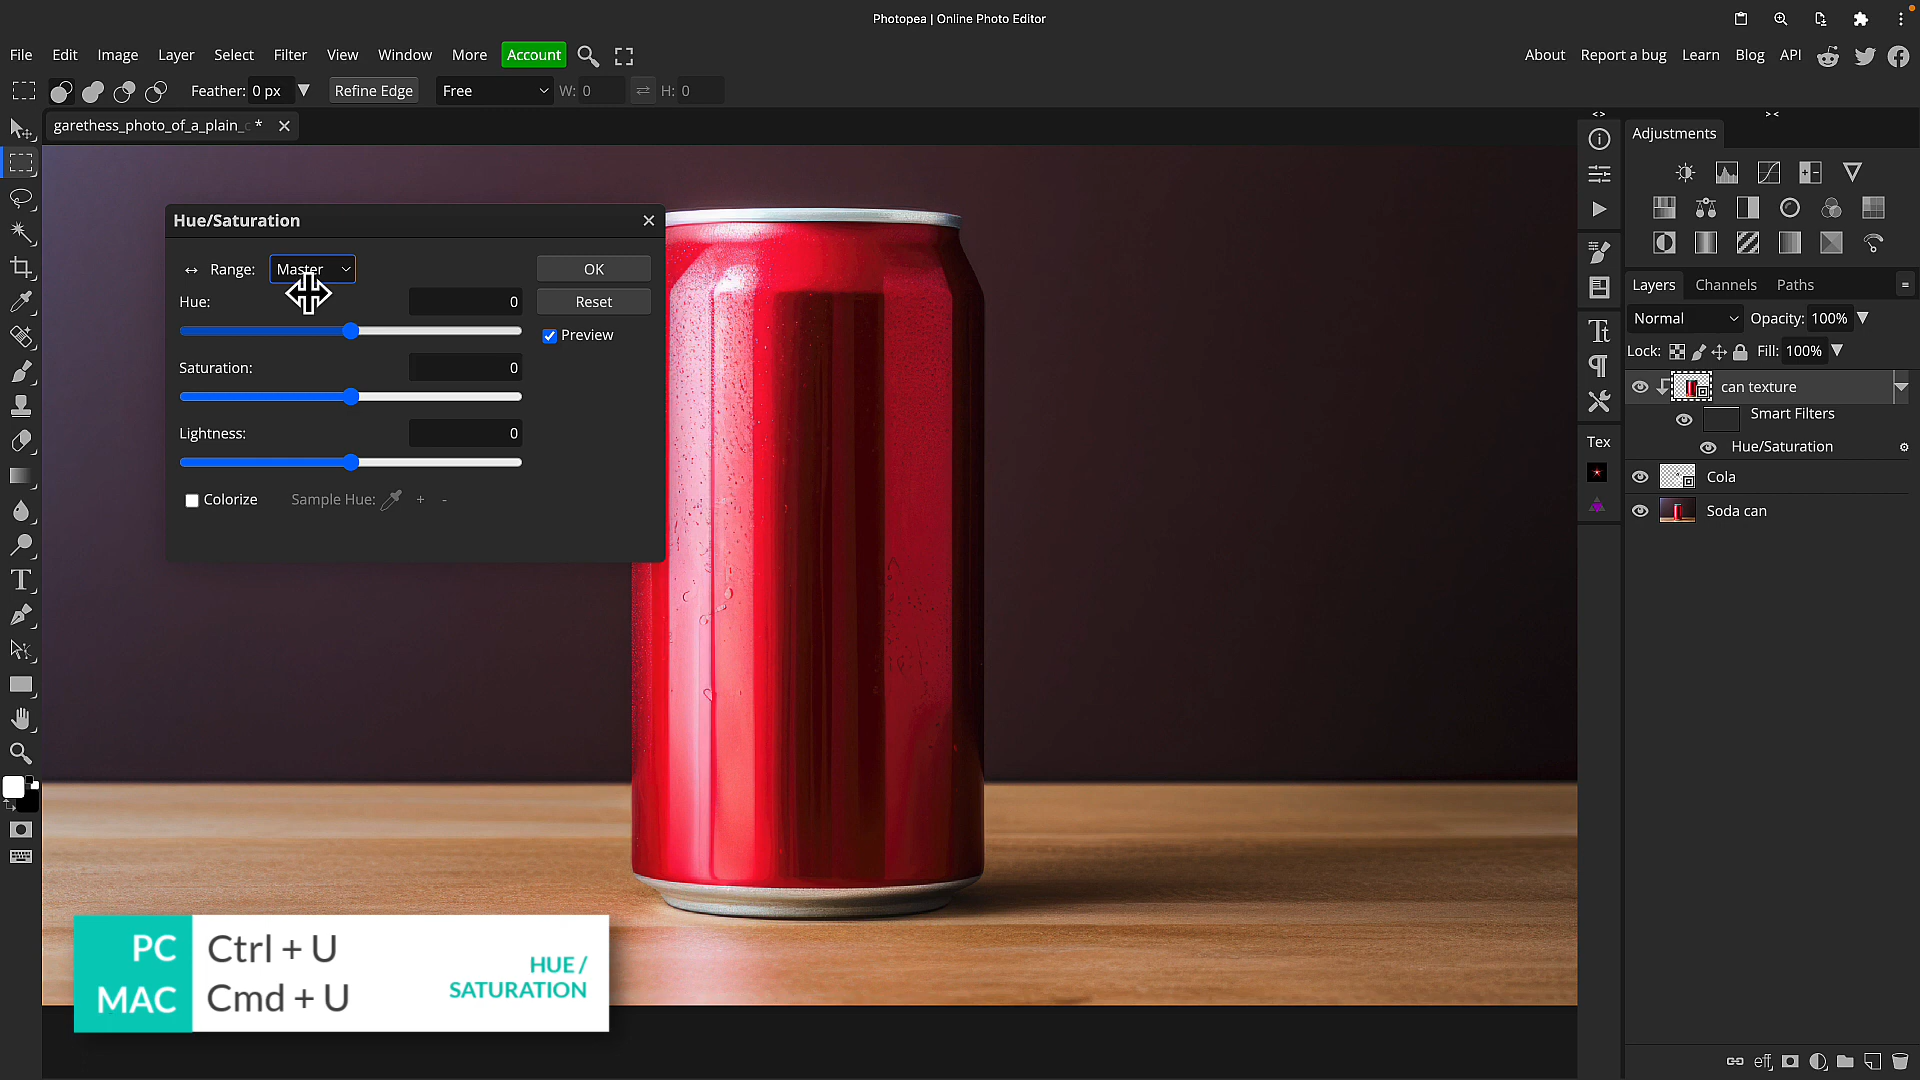 Photopea | Online Photo Editor
File Edit Image Layer Select Filter View Window More Account
About Report a bug Learn Blog API
Feather: 0 px Refine Edge Free W: 0 H: 0
garethess_photo_of_a_plain_ *
Hue/Saturation
Range: Master OK
Hue: 0 Reset
Preview
Saturation: 0
Lightness: 0
Colorize Sample Hue: + -
Adjustments
Layers Channels Paths
Normal Opacity: 100%
Lock: Fill: 100%
can texture
Smart Filters
Hue/Saturation
Cola
Soda can
Tex
eff
PC Ctrl + U
MAC Cmd + U
HUE /
SATURATION